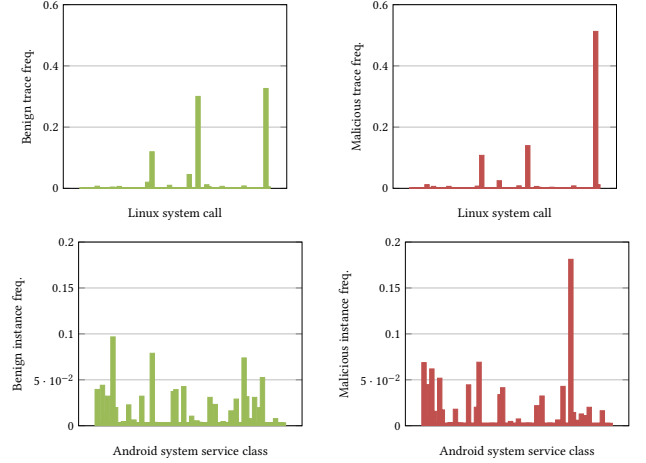 0.6
0.4
0.2
0
Benign trace freq.
Linux system call
0.6
0.4
0.2
0
Malicious trace freq.
Linux system call
0.2
0.15
0.1
5 · 10⁻²
0
Benign instance freq.
Android system service class
0.2
0.15
0.1
5 · 10⁻²
0
Malicious instance freq.
Android system service class